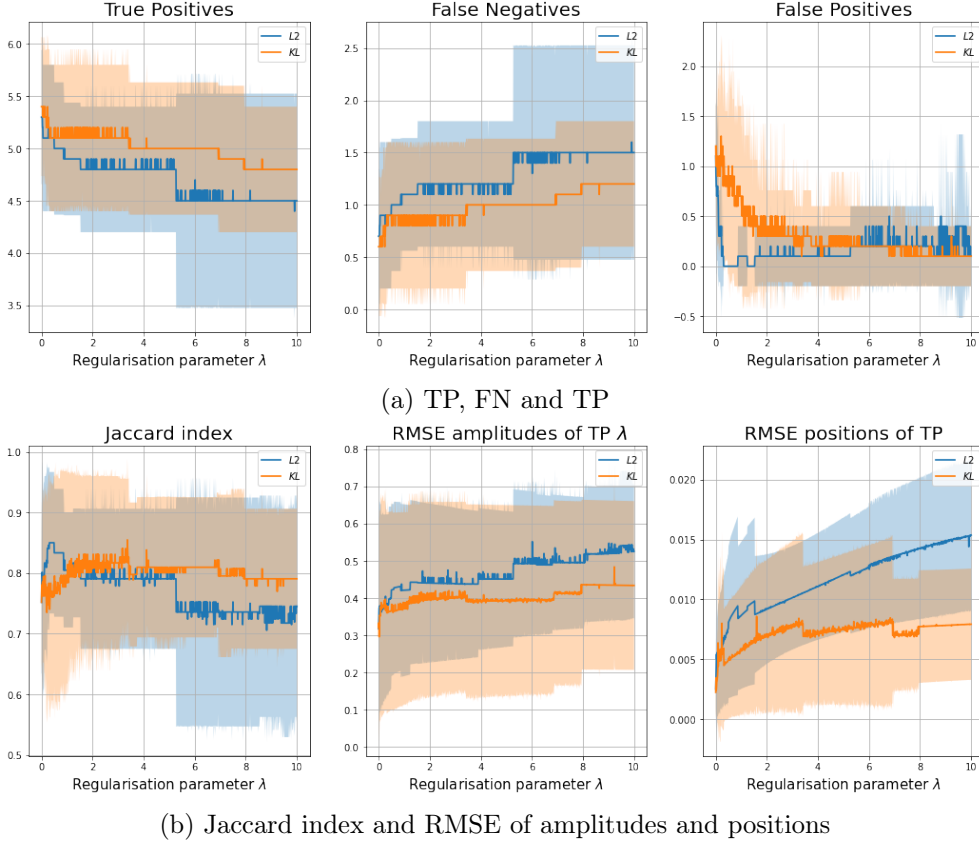 True Positives
False Negatives
False Positives
6.0
5.5
5.0
4.5
4.0
3.5
L2
KL
0 2 4 6 8 10
Regularisation parameter λ
2.5
2.0
1.5
1.0
0.5
0.0
L2
KL
0 2 4 6 8 10
Regularisation parameter λ
2.0
1.5
1.0
0.5
0.0
−0.5
L2
KL
0 2 4 6 8 10
Regularisation parameter λ
(a) TP, FN and TP
Jaccard index
RMSE amplitudes of TP λ
RMSE positions of TP
1.0
0.9
0.8
0.7
0.6
0.5
L2
KL
0 2 4 6 8 10
Regularisation parameter λ
0.8
0.7
0.6
0.5
0.4
0.3
0.2
0.1
0.0
L2
KL
0 2 4 6 8 10
Regularisation parameter λ
0.020
0.015
0.010
0.005
0.000
L2
KL
0 2 4 6 8 10
Regularisation parameter λ
(b) Jaccard index and RMSE of amplitudes and positions